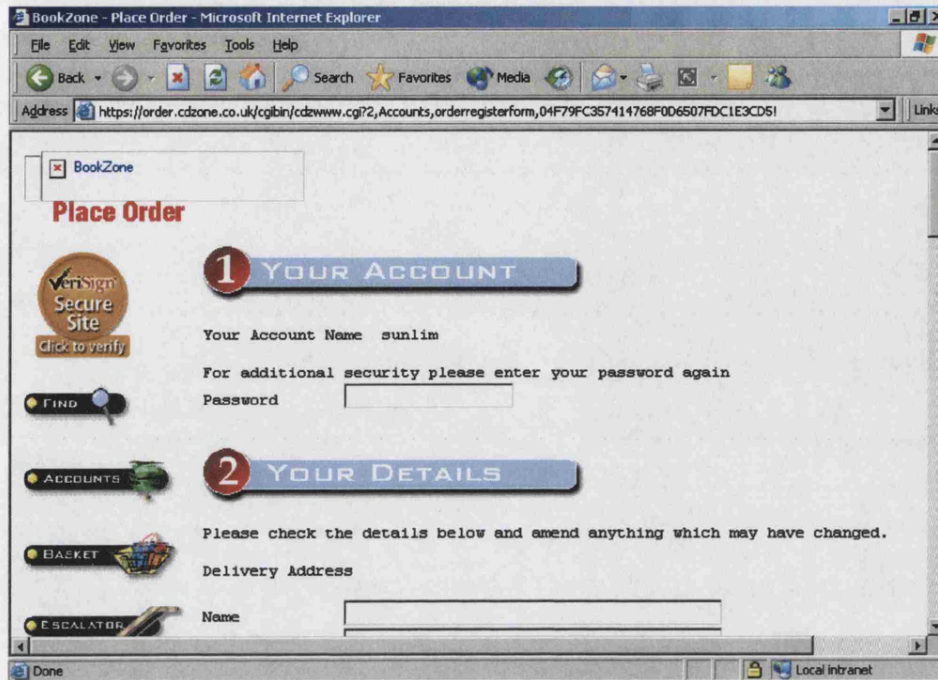 BookZone - Place Order - Microsoft Internet Explorer
File Edit View Favorites Tools Help
Back Search Favorites Media
Address https://order.cdzone.co.uk/cgibin/cdzwww.cgi?2,Accounts,orderregisterform,04F79FC357414768F0D6507FDC1E3CD5! Links
BookZone
Place Order
VeriSign
Secure
Site
Click to verify
1 YOUR ACCOUNT
Your Account Name sunlim
For additional security please enter your password again
Password
FIND
2 YOUR DETAILS
ACCOUNTS
Please check the details below and amend anything which may have changed.
BASKET
Delivery Address
Name
ESCALATOR
Done Local intranet